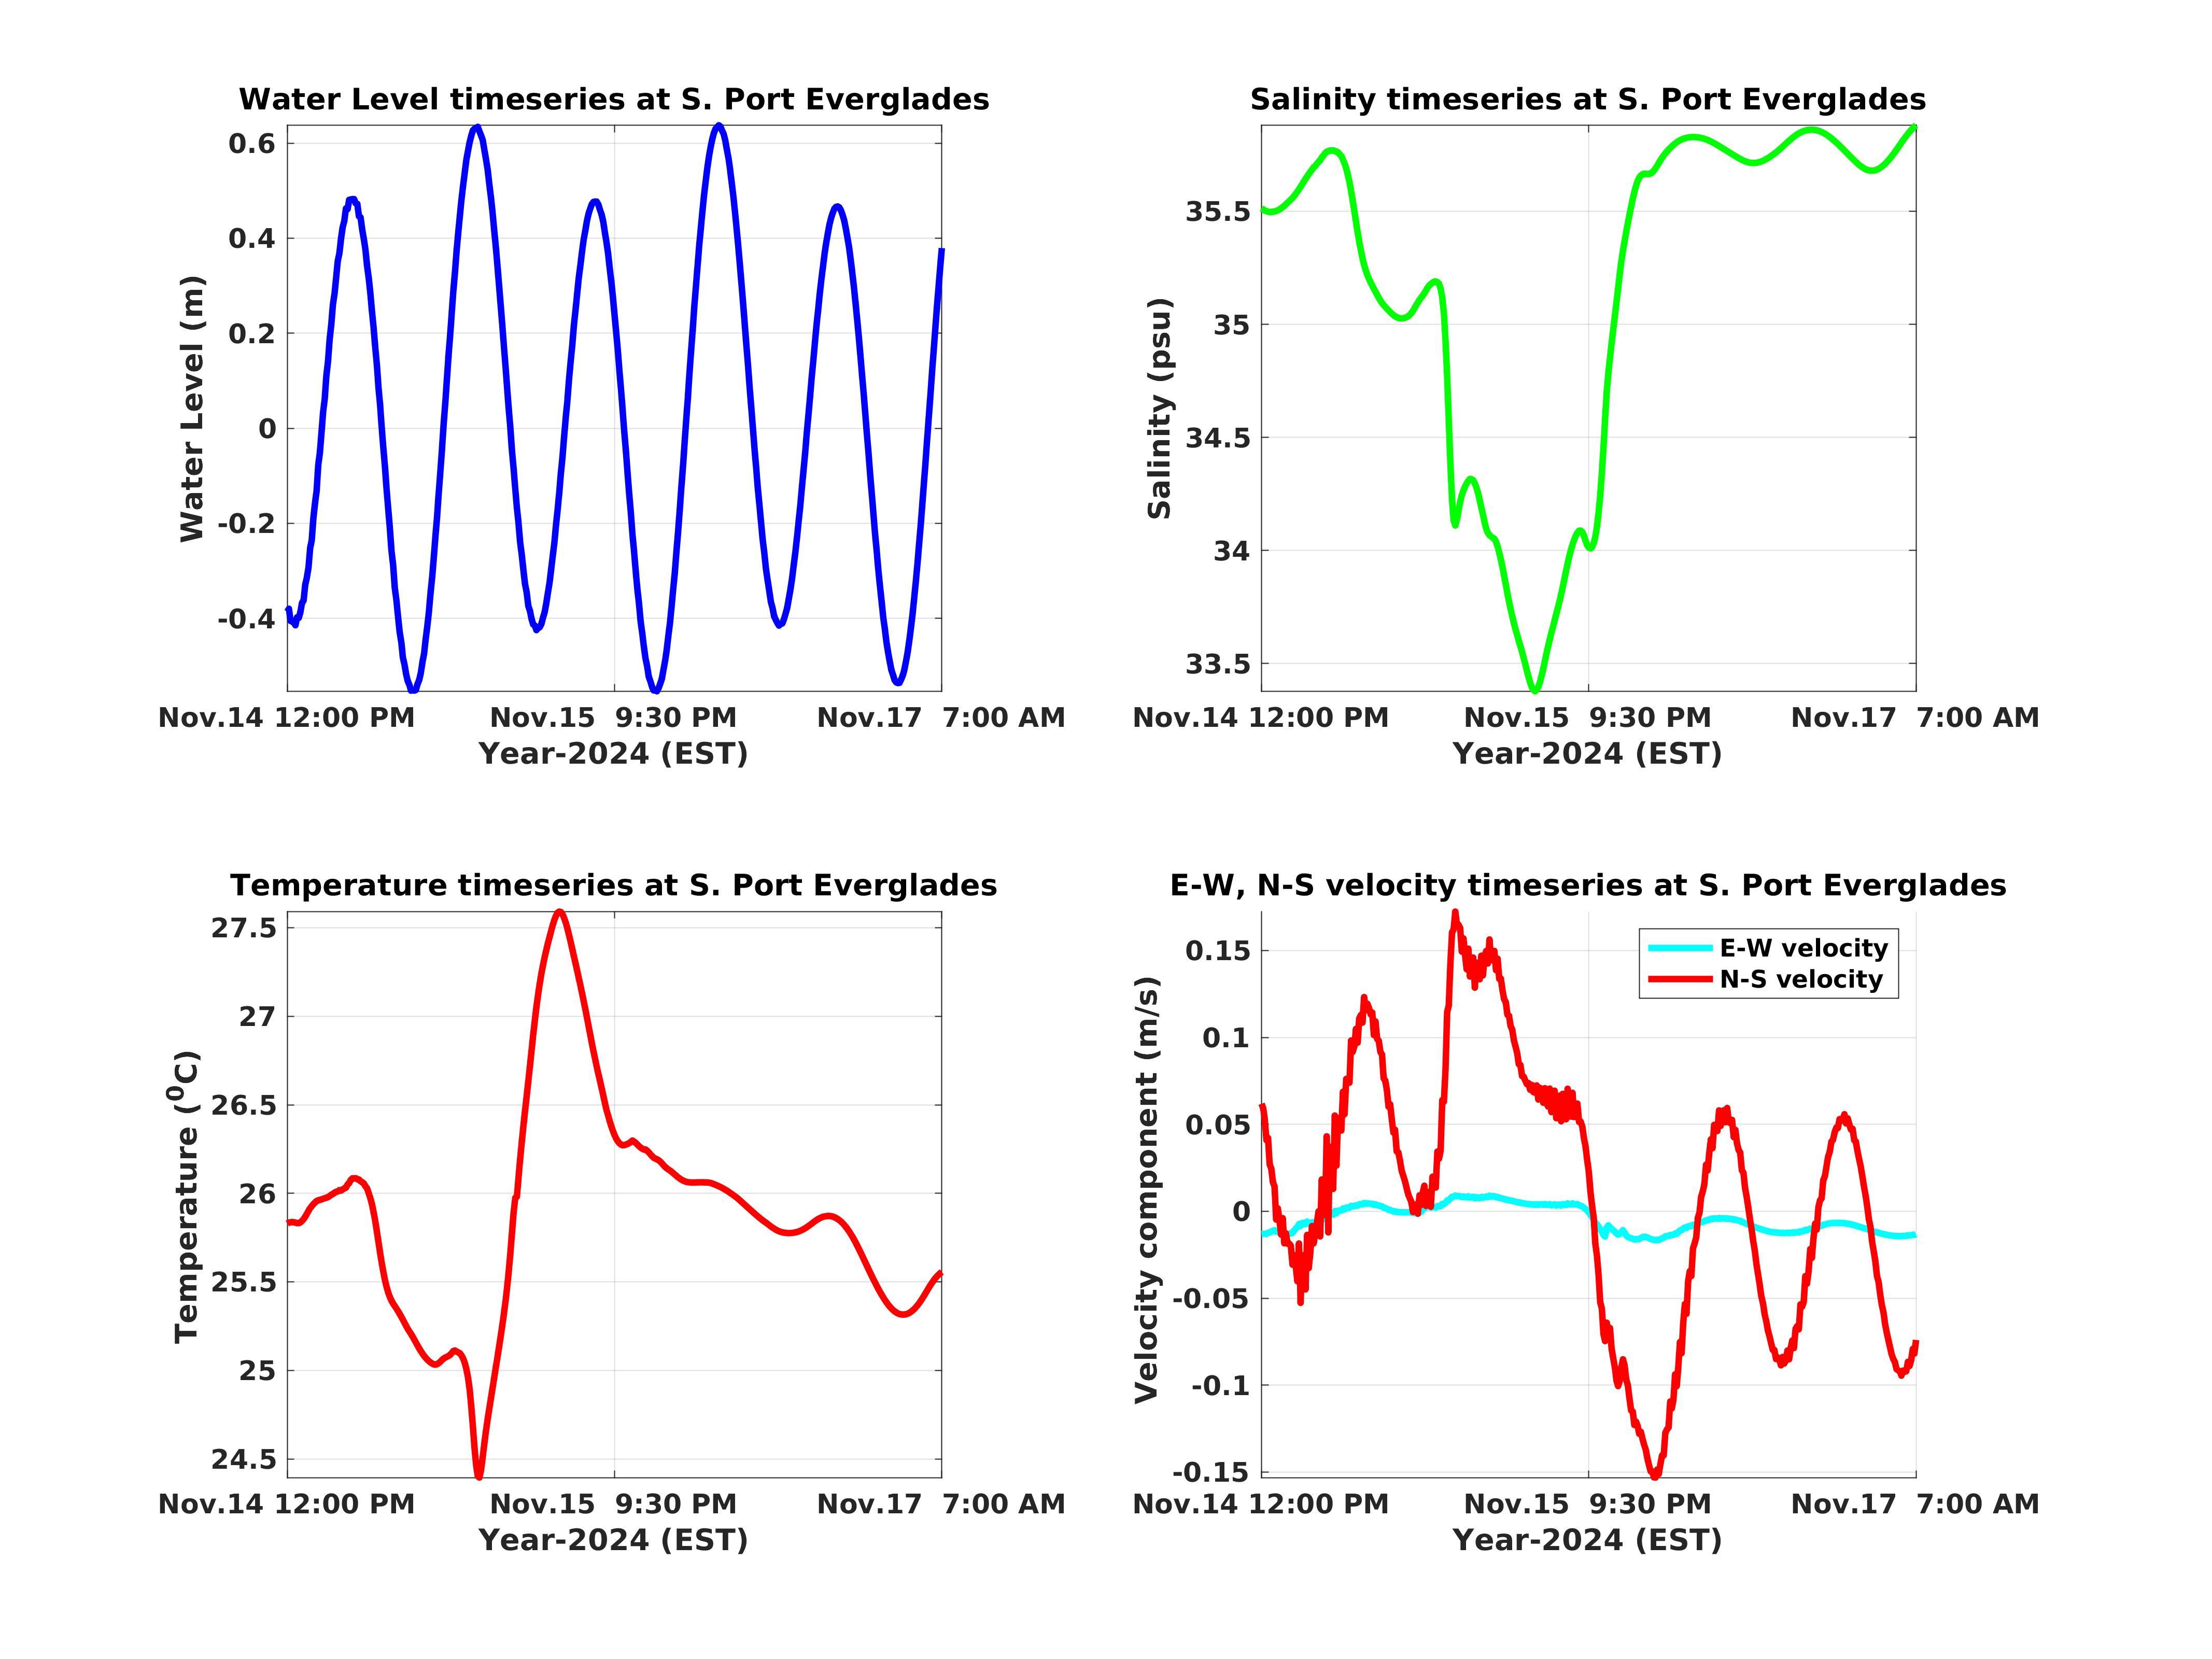 Water Level timeseries at S. Port Everglades
Water Level (m)
0.6
0.4
0.2
0
-0.2
-0.4
Nov.14 12:00 PM
Nov.15 9:30 PM
Nov.17 7:00 AM
Year-2024 (EST)
Salinity timeseries at S. Port Everglades
Salinity (psu)
35.5
35
34.5
34
33.5
Nov.14 12:00 PM
Nov.15 9:30 PM
Nov.17 7:00 AM
Year-2024 (EST)
Temperature timeseries at S. Port Everglades
Temperature (⁰C)
27.5
27
26.5
26
25.5
25
24.5
Nov.14 12:00 PM
Nov.15 9:30 PM
Nov.17 7:00 AM
Year-2024 (EST)
E-W, N-S velocity timeseries at S. Port Everglades
Velocity component (m/s)
0.15
0.1
0.05
0
-0.05
-0.1
-0.15
E-W velocity
N-S velocity
Nov.14 12:00 PM
Nov.15 9:30 PM
Nov.17 7:00 AM
Year-2024 (EST)